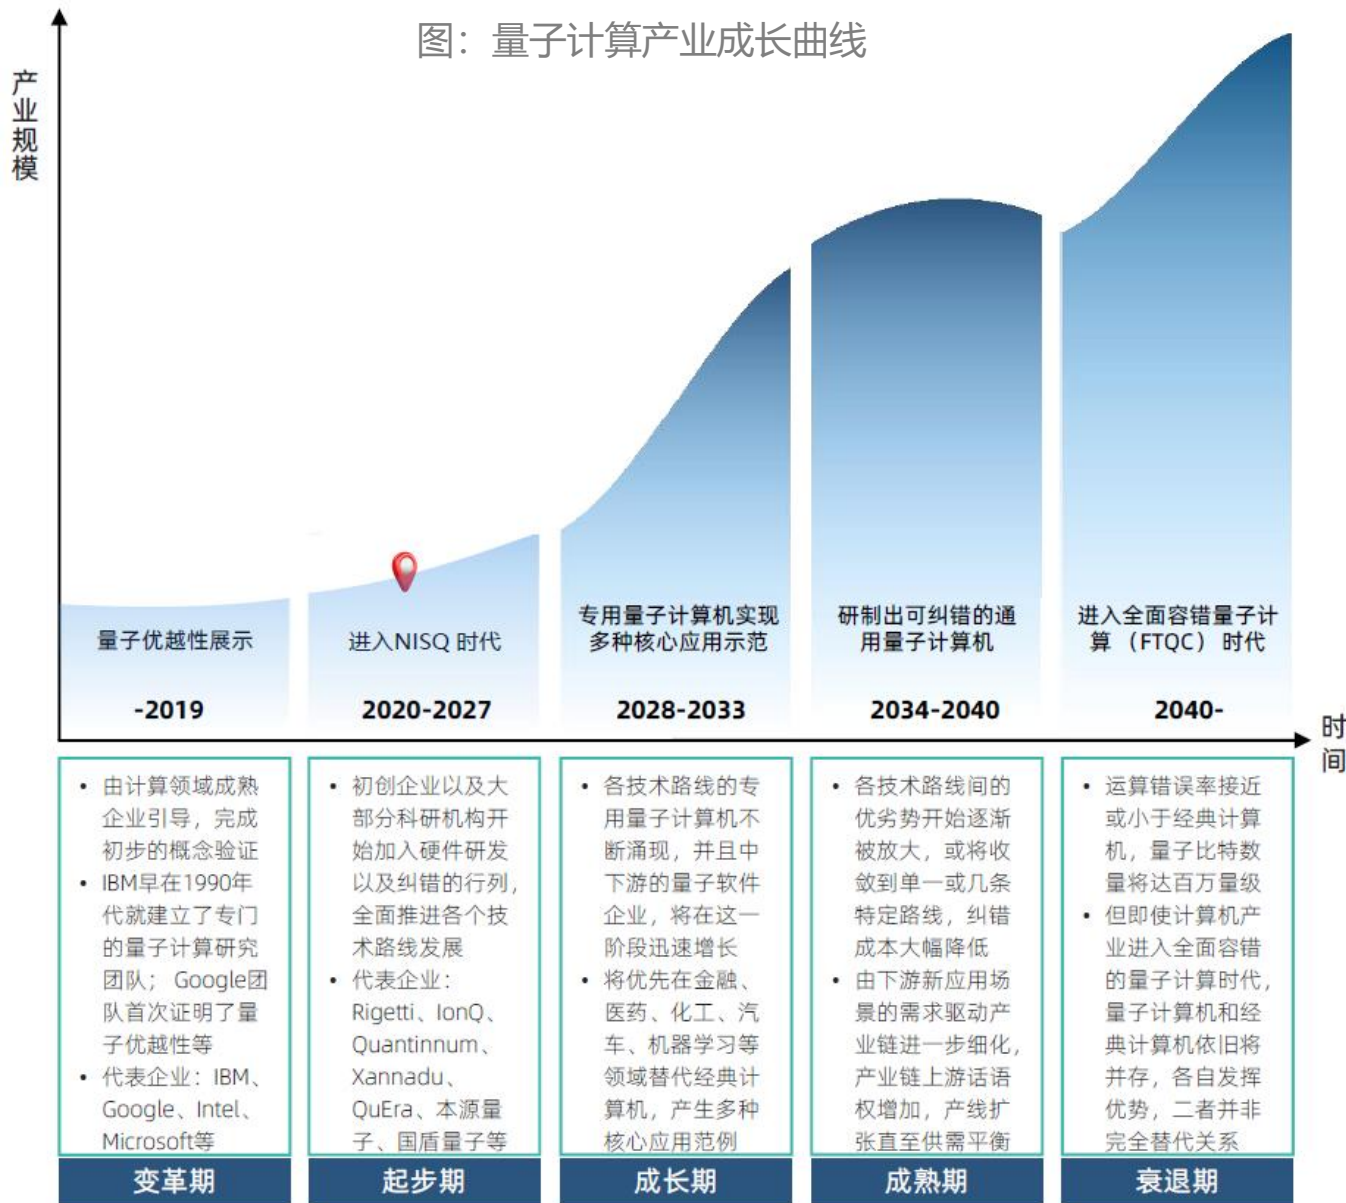 图：量子计算产业成长曲线
产业规模
量子优越性展示
-2019
进入NISQ 时代
2020-2027
专用量子计算机实现
多种核心应用示范
2028-2033
研制出可纠错的通
用量子计算机
2034-2040
进入全面容错量子计
算 （FTQC） 时代
2040-
时间
• 由计算领域成熟
企业引导，完成
初步的概念验证
• IBM早在1990年
代就建立了专门
的量子计算研究
团队； Google团
队首次证明了量
子优越性等
• 代表企业：IBM、
Google、Intel、
Microsoft等
变革期
• 初创企业以及大
部分科研机构开
始加入硬件研发
以及纠错的行列，
全面推进各个技
术路线发展
• 代表企业：
Rigetti、IonQ、
Quantinnum、
Xannadu、
QuEra、本源量
子、国盾量子等
起步期
• 各技术路线的专
用量子计算机不
断涌现，并且中
下游的量子软件
企业，将在这一
阶段迅速增长
• 将优先在金融、
医药、化工、汽
车、机器学习等
领域替代经典计
算机，产生多种
核心应用范例
成长期
• 各技术路线间的
优劣势开始逐渐
被放大，或将收
敛到单一或几条
特定路线，纠错
成本大幅降低
• 由下游新应用场
景的需求驱动产
业链进一步细化，
产业链上游话语
权增加，产线扩
张直至供需平衡
成熟期
• 运算错误率接近
或小于经典计算
机，量子比特数
量将达百万量级
• 但即使计算机产
业进入全面容错
的量子计算时代，
量子计算机和经
典计算机依旧将
并存，各自发挥
优势，二者并非
完全替代关系
衰退期